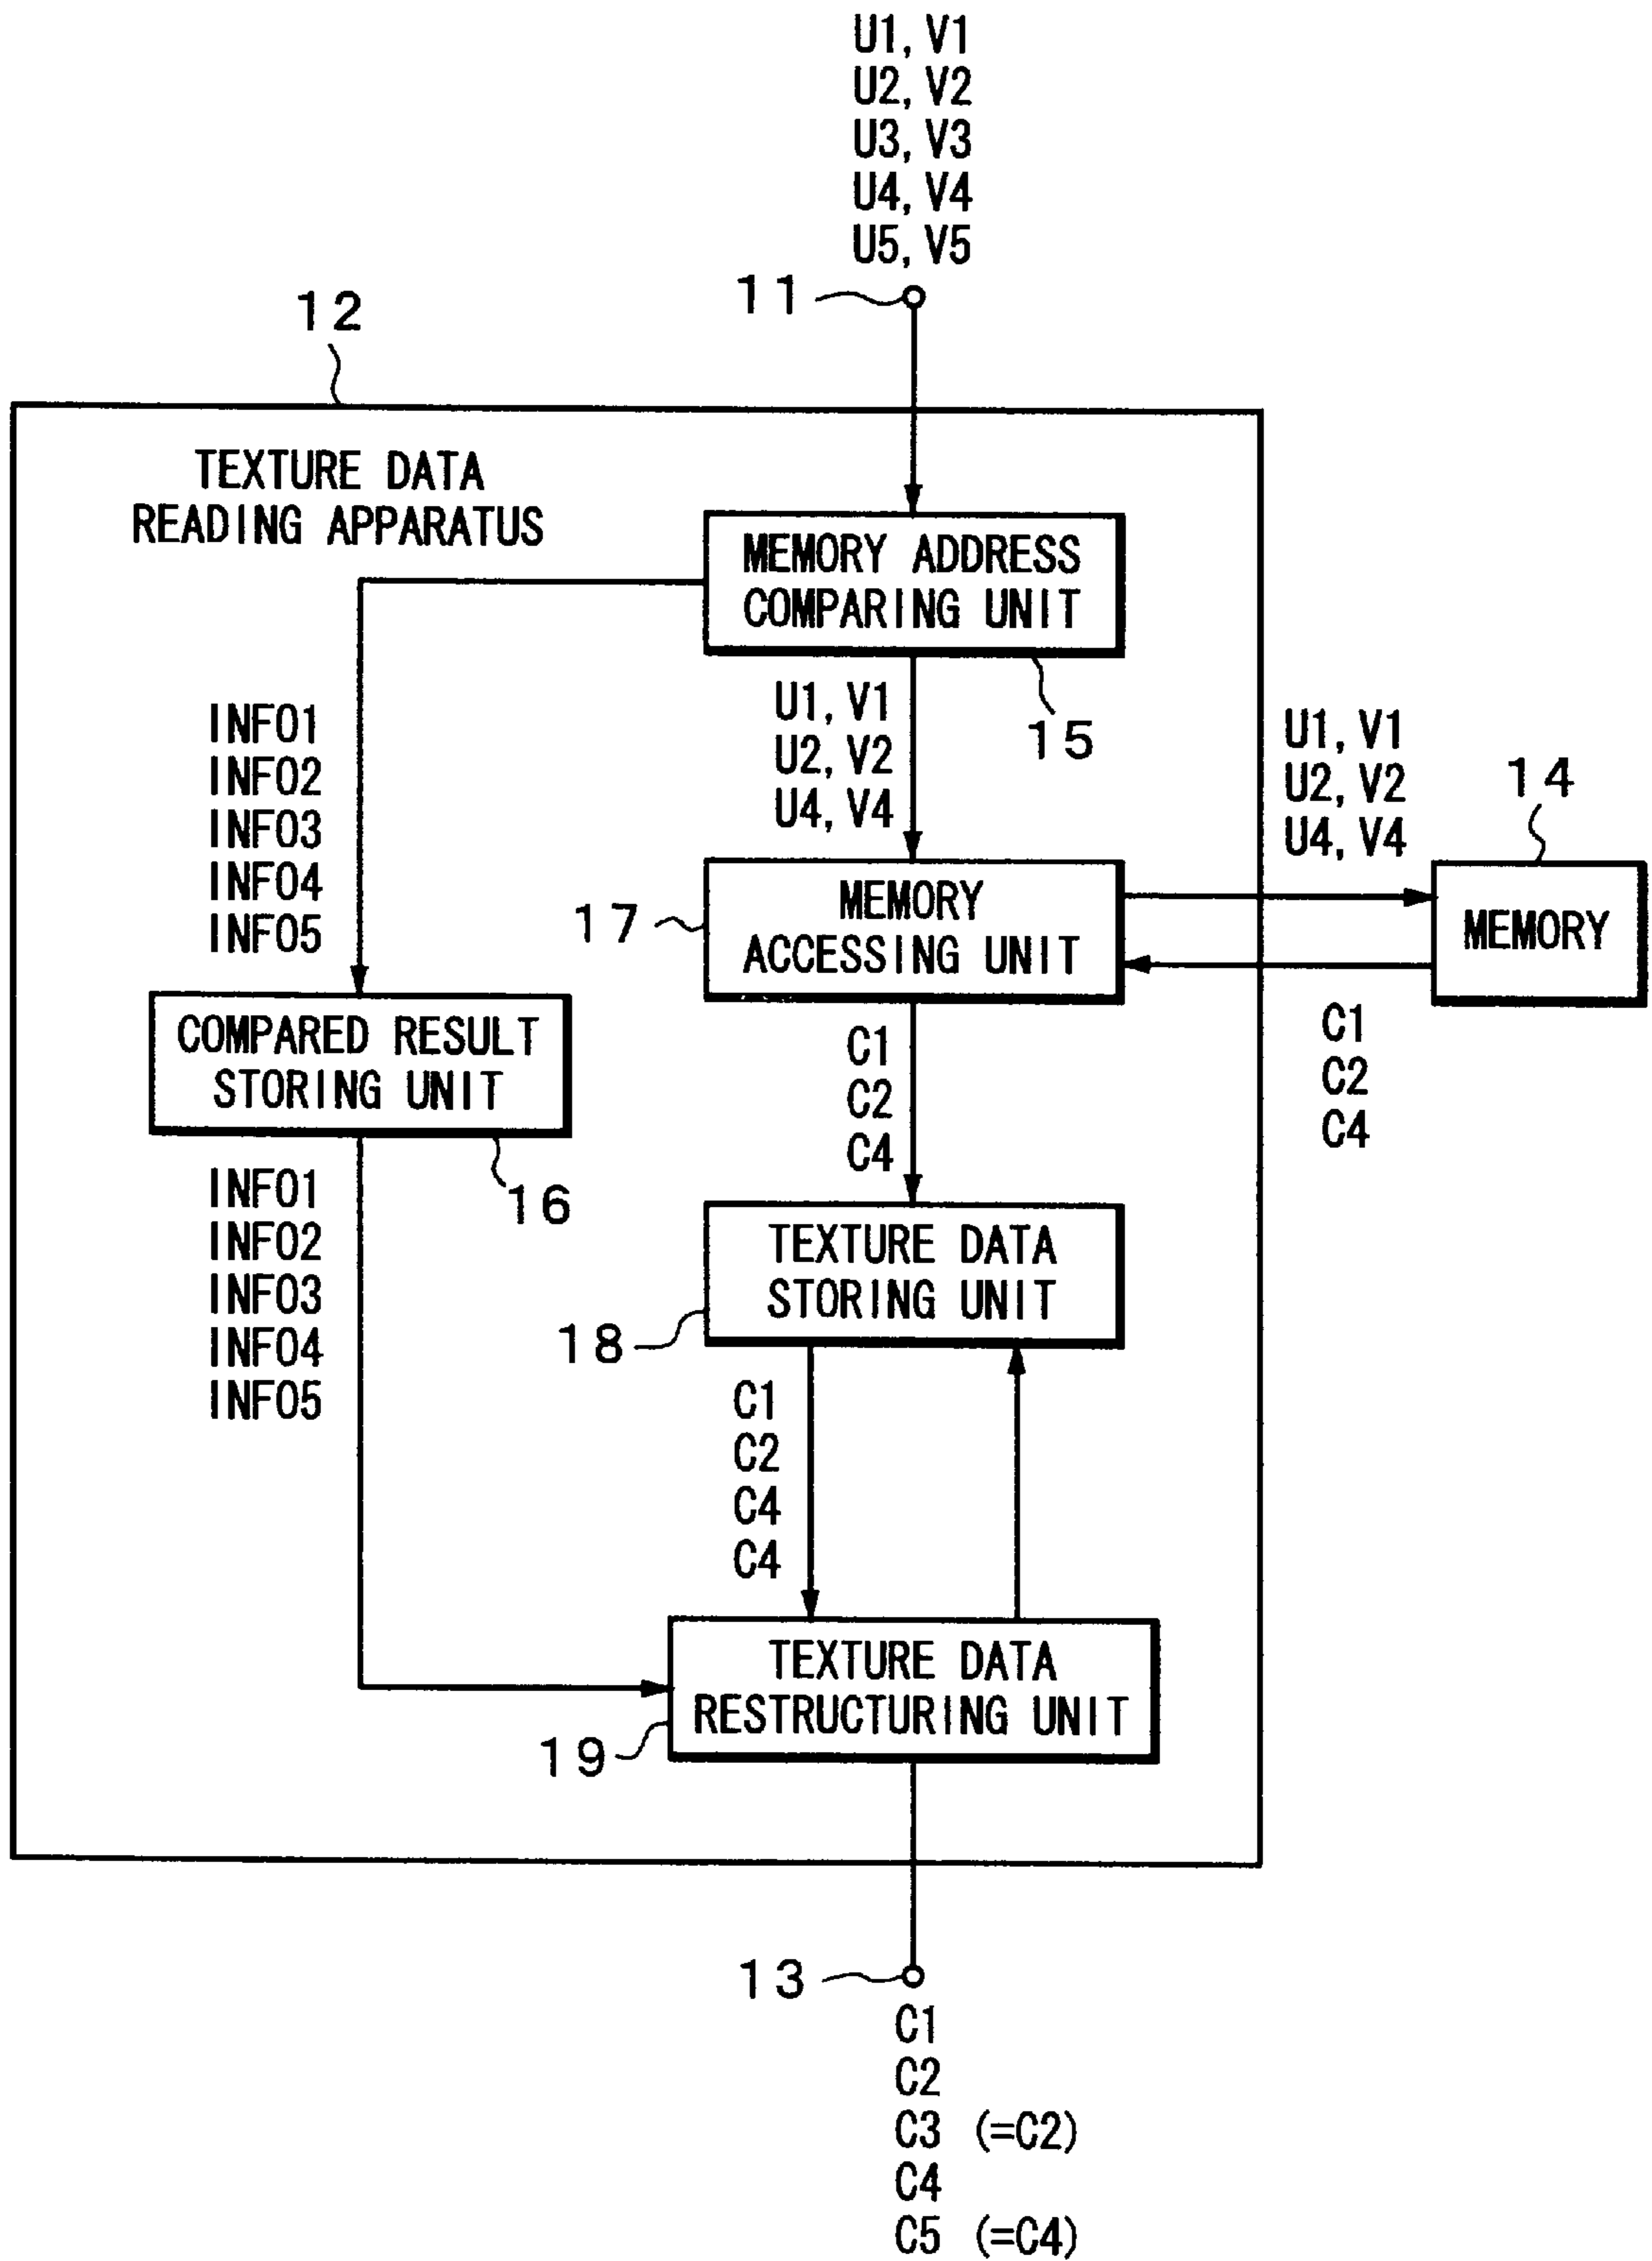 U1, V1
U2, V2
U3, V3
U4, V4
U5, V5
11
12
TEXTURE DATA
READING APPARATUS
MEMORY ADDRESS
COMPARING UNIT
15
U1, V1
U2, V2
U4, V4
INFO1
INFO2
INFO3
INFO4
INFO5
U1, V1
U2, V2
U4, V4
14
17
MEMORY
ACCESSING UNIT
MEMORY
C1
C2
C4
COMPARED RESULT
STORING UNIT
16
C1
C2
C4
INFO1
INFO2
INFO3
INFO4
INFO5
TEXTURE DATA
STORING UNIT
18
C1
C2
C4
C4
TEXTURE DATA
RESTRUCTURING UNIT
19
13
C1
C2
C3 (=C2)
C4
C5 (=C4)